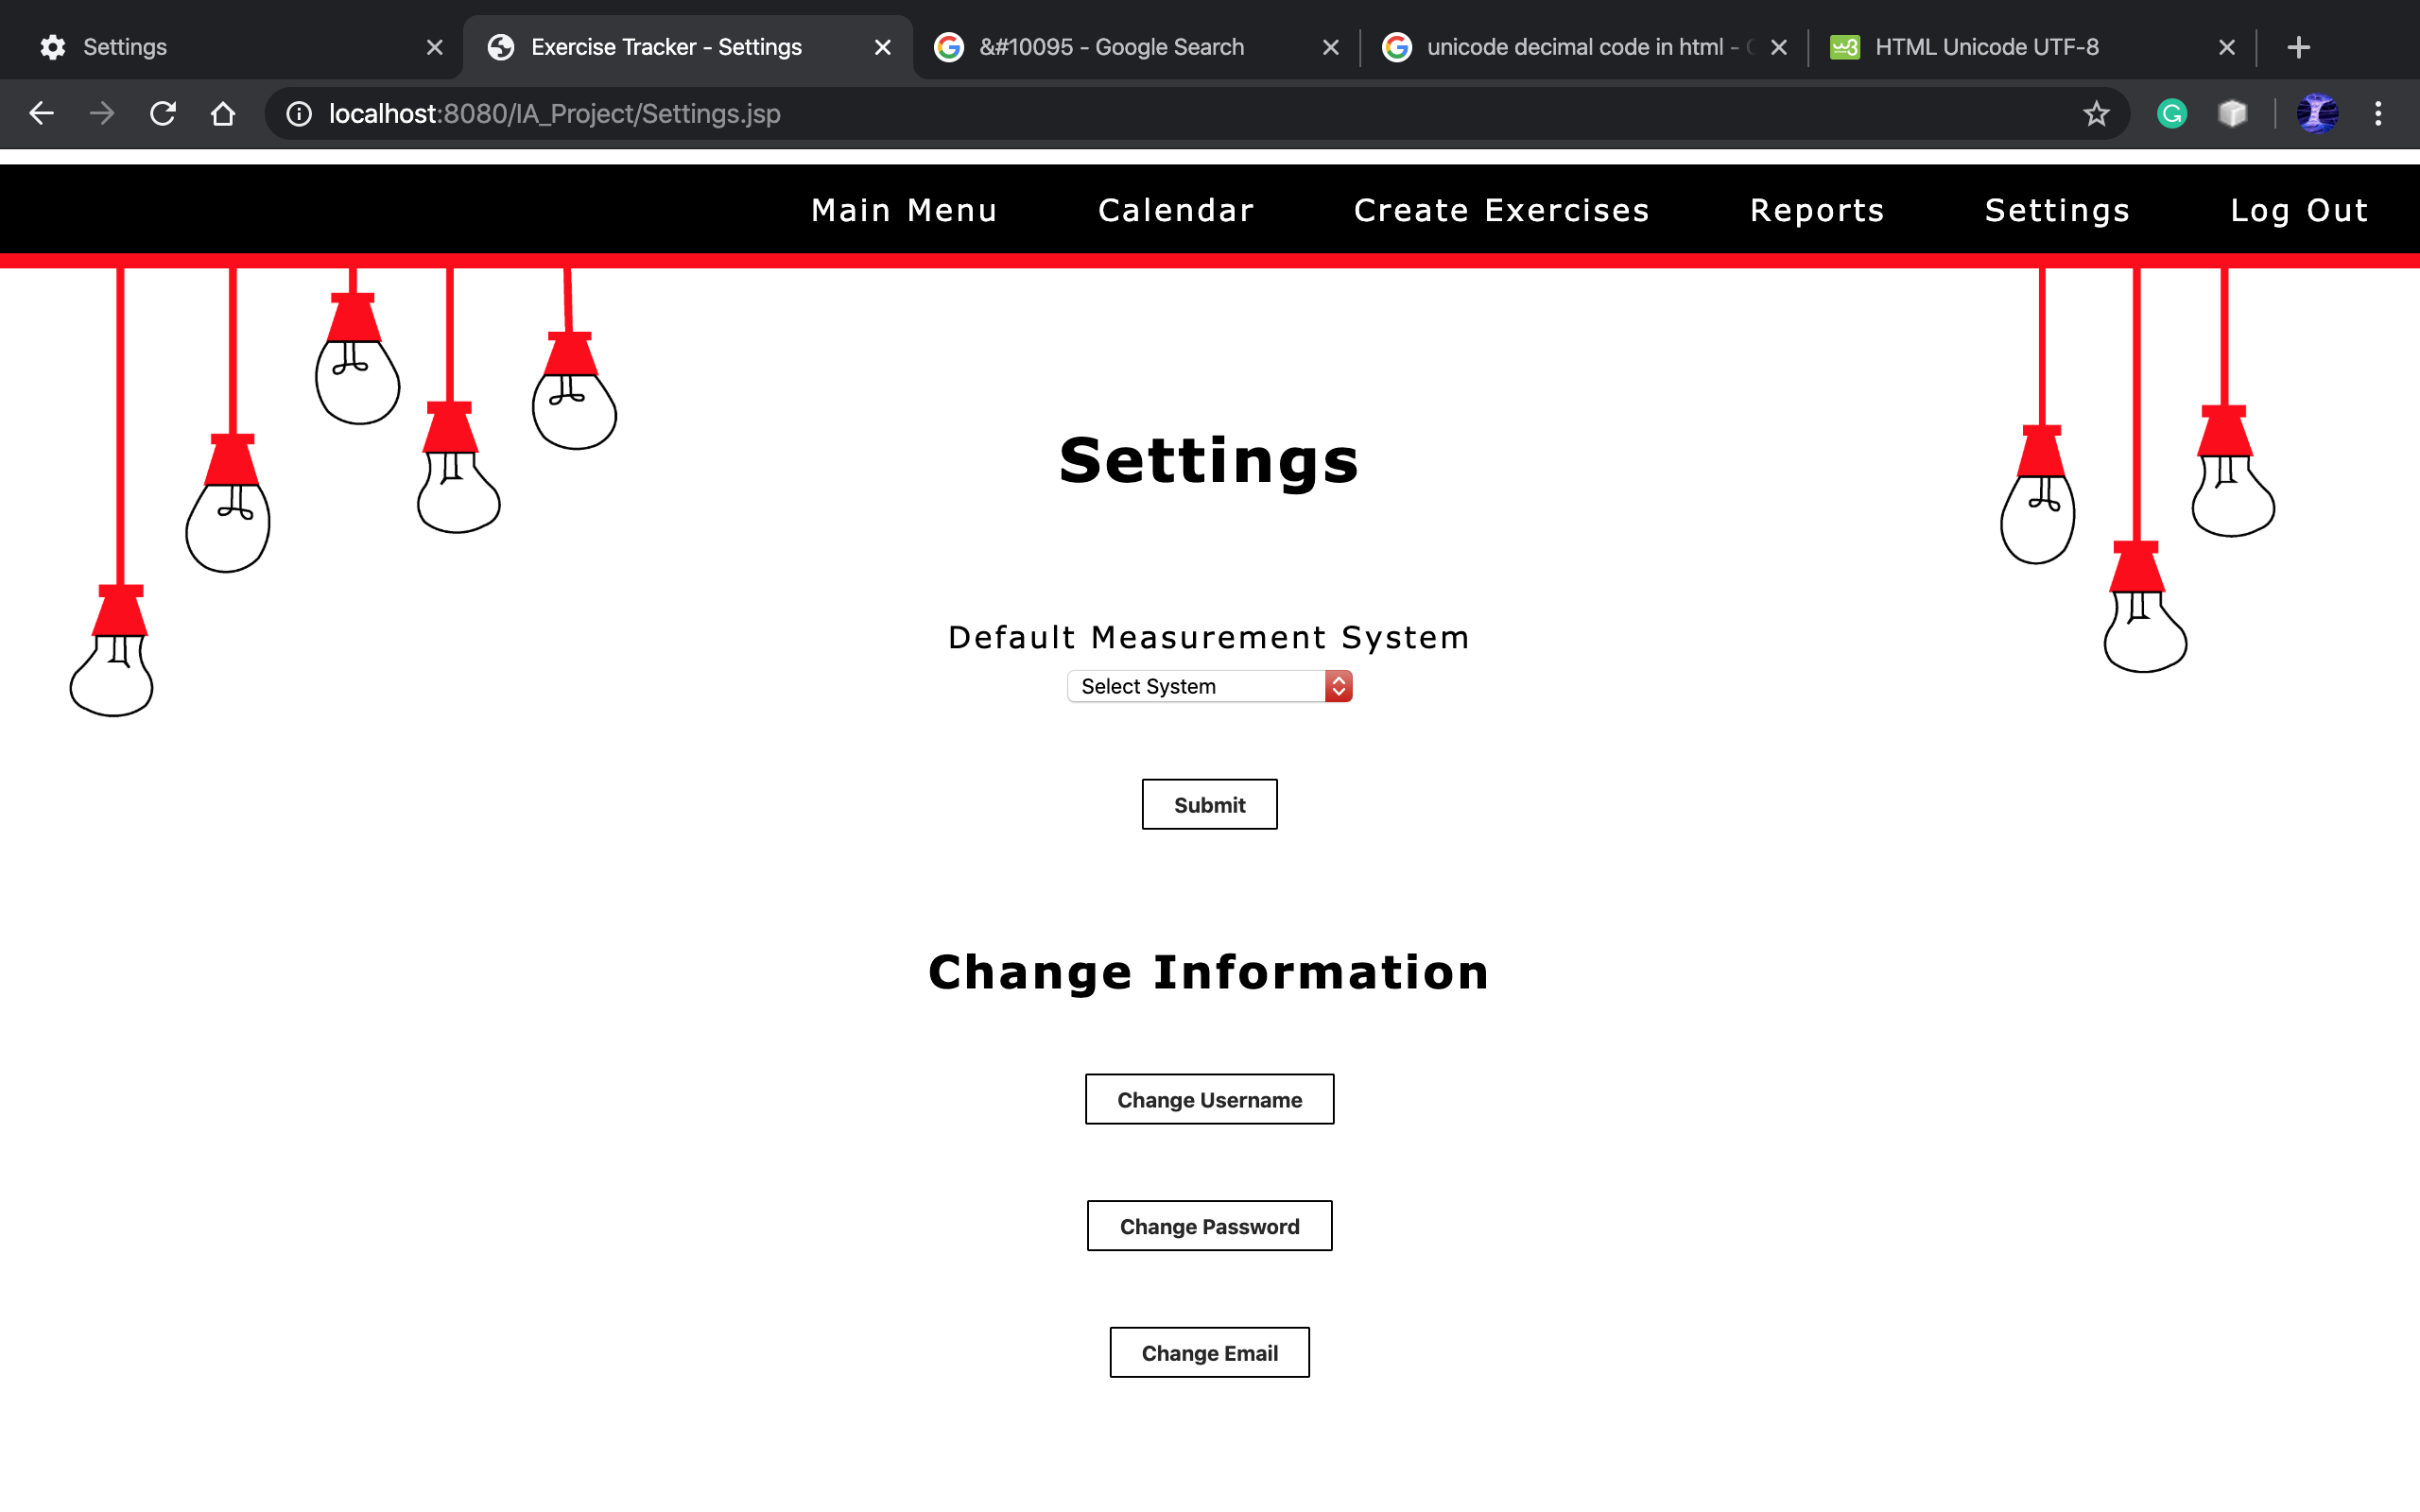 Settings
Exercise Tracker - Settings
&#10095 - Google Search
unicode decimal code in html -
HTML Unicode UTF-8
localhost:8080/IA_Project/Settings.jsp
Main Menu Calendar Create Exercises Reports Settings Log Out
Settings
Default Measurement System
Select System
Submit
Change Information
Change Username
Change Password
Change Email